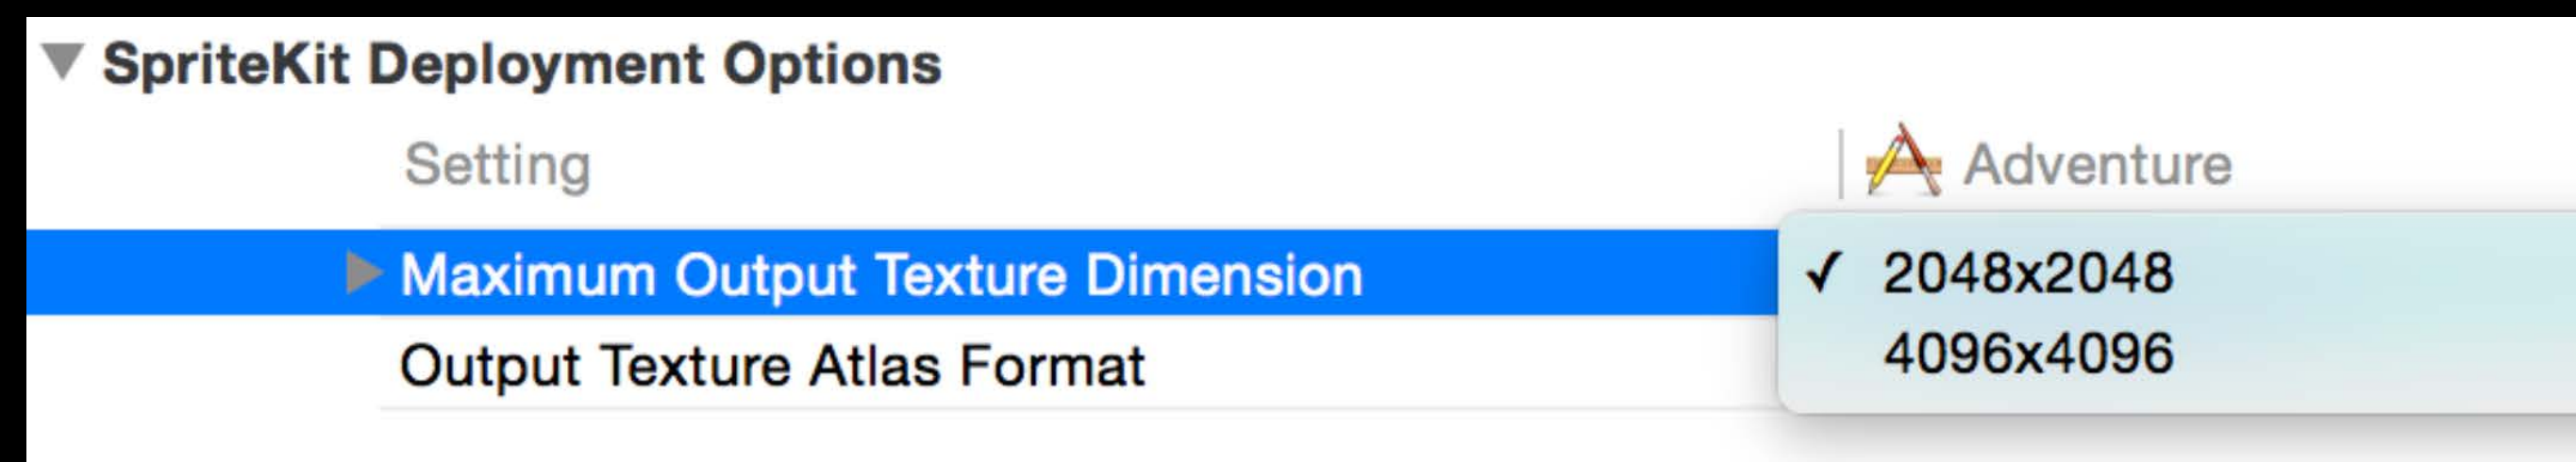 SpriteKit Deployment Options
Setting Adventure
Maximum Output Texture Dimension ✓ 2048x2048
Output Texture Atlas Format 4096x4096